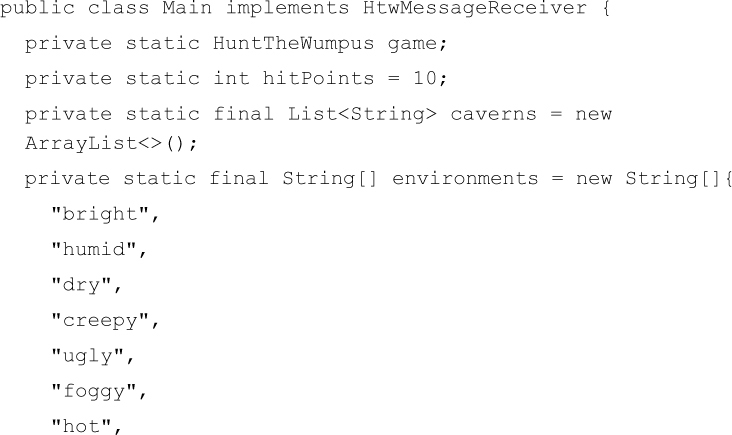 public class Main implements HtwMessageReceiver {
private static HuntTheWumpus game;
private static int hitPoints = 10;
private static final List<String> caverns = new
ArrayList<>();
private static final String[] environments = new String[]{
"bright",
"humid",
"dry",
"creepy",
"ugly",
"foggy",
"hot",